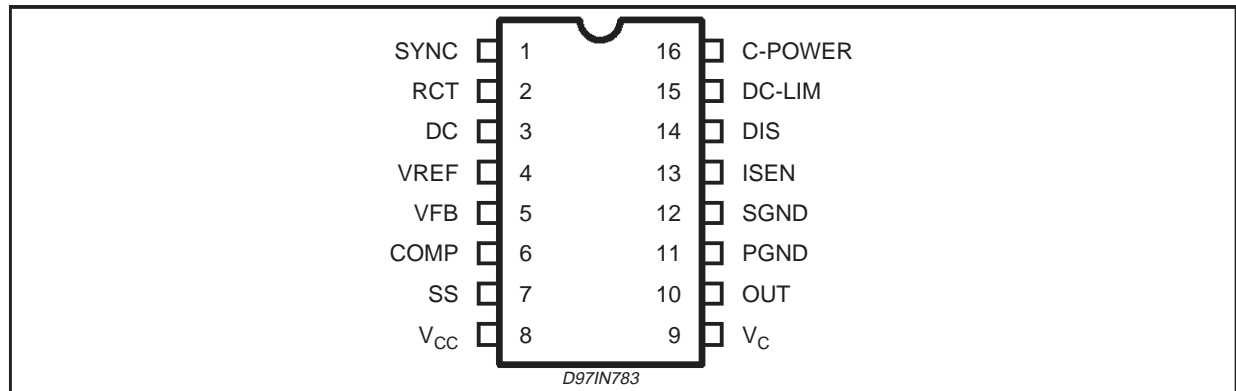 SYNC 1 16 C-POWER
RCT 2 15 DC-LIM
DC 3 14 DIS
VREF 4 13 ISEN
VFB 5 12 SGND
COMP 6 11 PGND
SS 7 10 OUT
VCC 8 9 VC
D97IN783